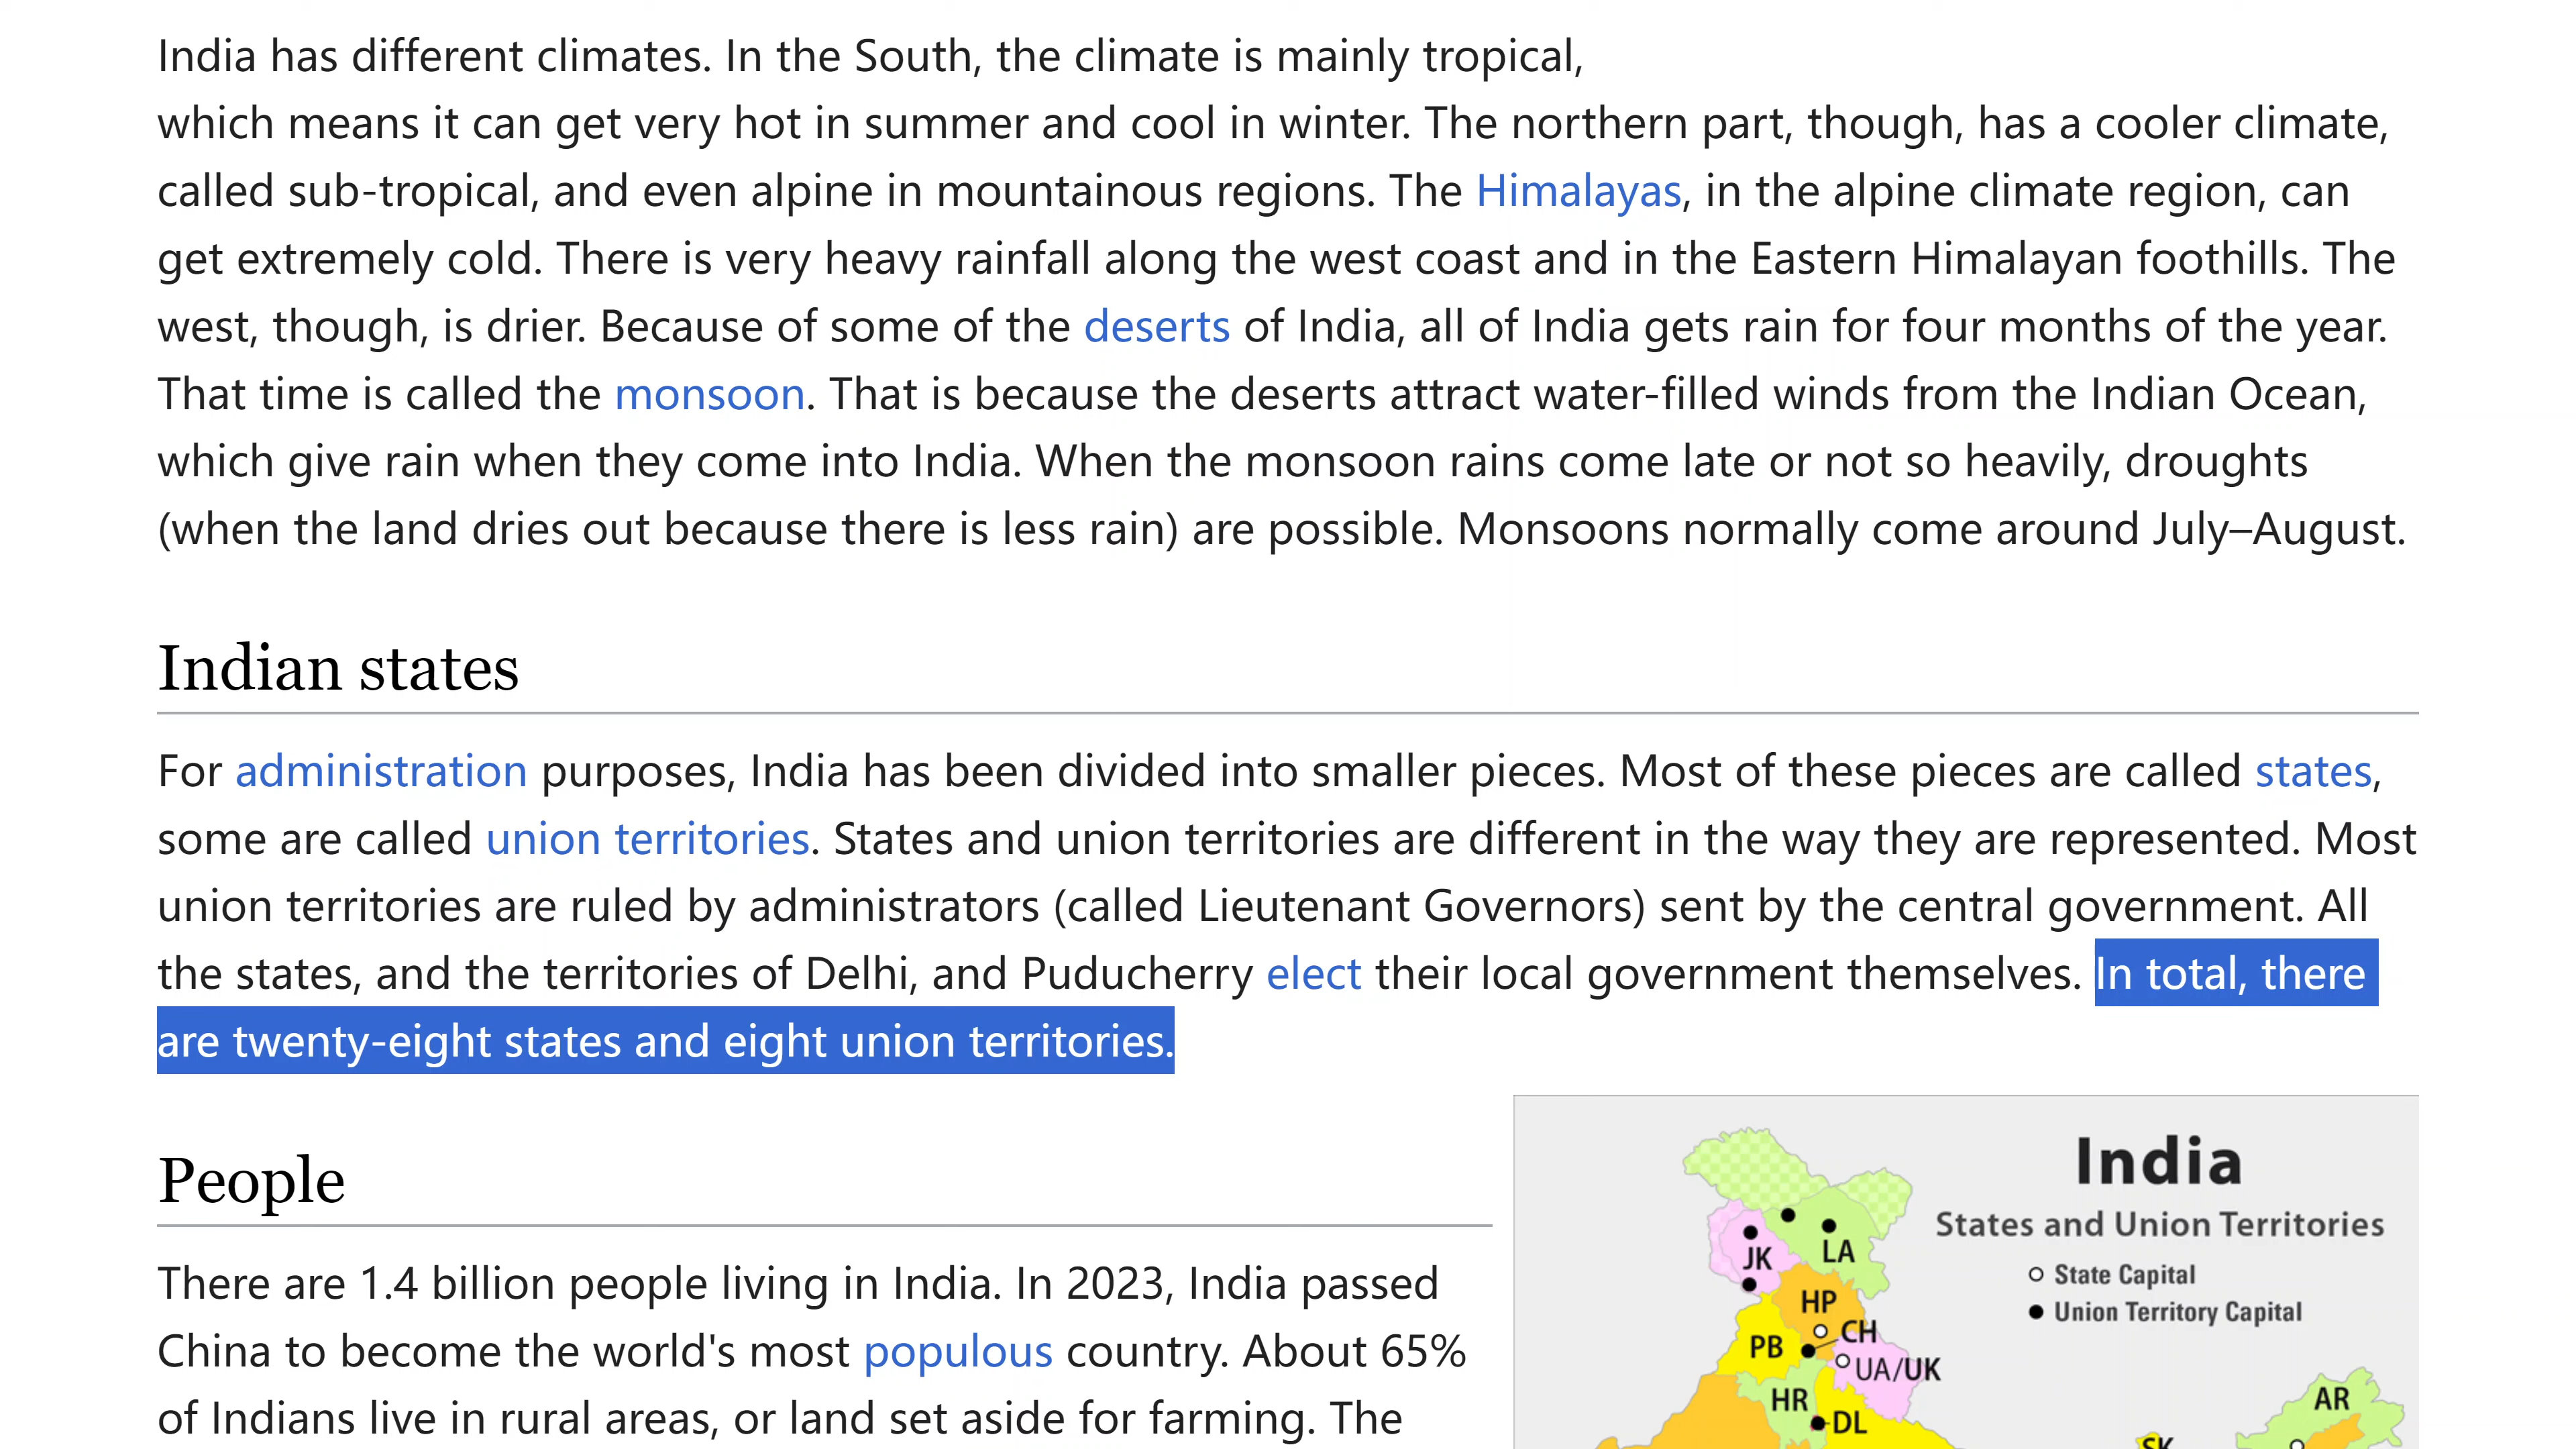 India has different climates. In the South, the climate is mainly tropical,
which means it can get very hot in summer and cool in winter. The northern part, though, has a cooler climate,
called sub-tropical, and even alpine in mountainous regions. The Himalayas, in the alpine climate region, can
get extremely cold. There is very heavy rainfall along the west coast and in the Eastern Himalayan foothills. The
west, though, is drier. Because of some of the deserts of India, all of India gets rain for four months of the year.
That time is called the monsoon. That is because the deserts attract water-filled winds from the Indian Ocean,
which give rain when they come into India. When the monsoon rains come late or not so heavily, droughts
(when the land dries out because there is less rain) are possible. Monsoons normally come around July–August.
Indian states
For administration purposes, India has been divided into smaller pieces. Most of these pieces are called states,
some are called union territories. States and union territories are different in the way they are represented. Most
union territories are ruled by administrators (called Lieutenant Governors) sent by the central government. All
the states, and the territories of Delhi, and Puducherry elect their local government themselves. In total, there
are twenty-eight states and eight union territories.
People
There are 1.4 billion people living in India. In 2023, India passed
China to become the world's most populous country. About 65%
of Indians live in rural areas, or land set aside for farming. The
India
States and Union Territories
State Capital
Union Territory Capital
JK
LA
HP
CH
PB
UA/UK
HR
DL
AR
SK